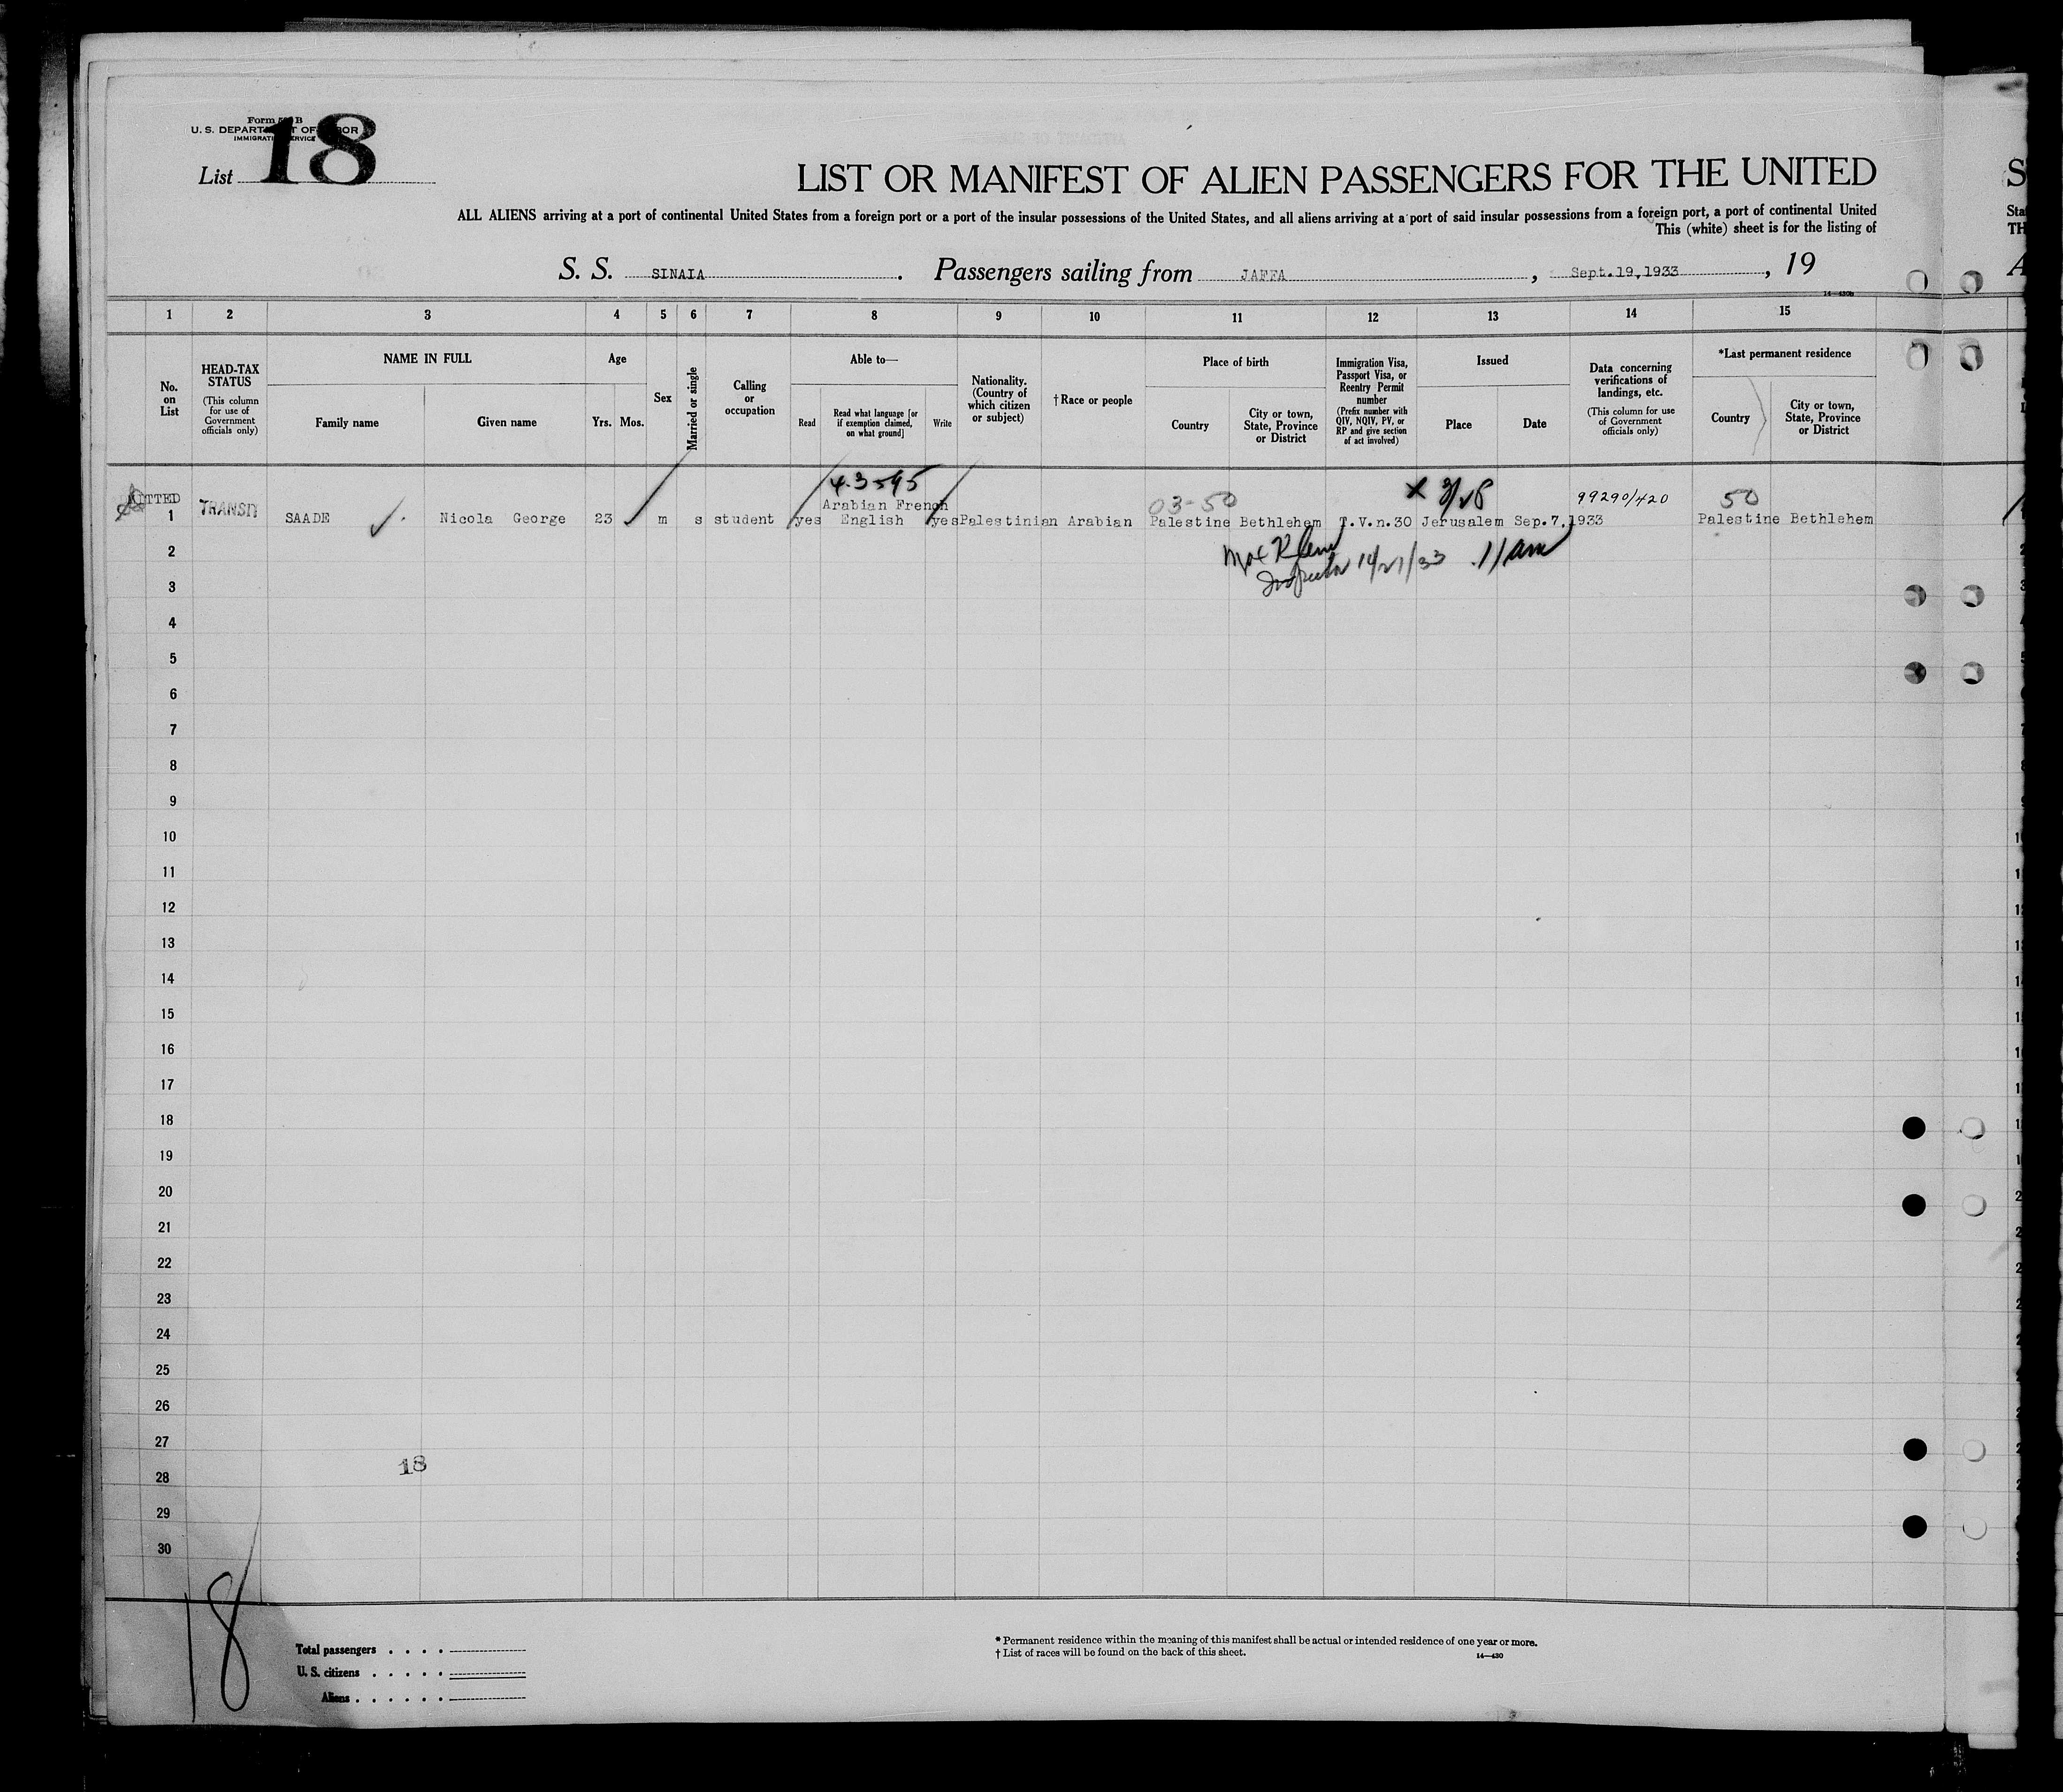 Form B
U. S. DEPARTMENT OF LABOR
IMMIGRATION SERVICE
List 18
LIST OR MANIFEST OF ALIEN PASSENGERS FOR THE UNITED
ALL ALIENS arriving at a port of continental United States from a foreign port or a port of the insular possessions of the United States, and all aliens arriving at a port of said insular possessions from a foreign port, a port of continental United
This (white) sheet is for the listing of
S. S. SINAIA. Passengers sailing from JAFFA, Sept.19,1933, 19
14—430b
1 2 3 4 5 6 7 8 9 10 11 12 13 14 15
No. on List
HEAD-TAX STATUS (This column for use of Government officials only)
NAME IN FULL
Family name
Given name
Age
Yrs. Mos.
Sex
Married or single
Calling or occupation
Able to—
Read
Read what language [or if exemption claimed, on what ground]
Write
Nationality. (Country of which citizen or subject)
† Race or people
Place of birth
Country
City or town, State, Province or District
Immigration Visa, Passport Visa, or Reentry Permit number (Prefix number with QIV, NQIV, PV, or RP and give section of act involved)
Issued
Place
Date
Data concerning verifications of landings, etc. (This column for use of Government officials only)
*Last permanent residence
Country
City or town, State, Province or District
4.3-95
03-50
99290/420
50
ADMITTED
TRANSIT
Arabian French
1 SAADE Nicola George 23 m s student yes English yes Palestinian Arabian Palestine Bethlehem T.V.n.30 Jerusalem Sep.7,1933 Palestine Bethlehem
11 am
2
3
4
5
6
7
8
9
10
11
12
13
14
15
16
17
18
19
20
21
22
23
24
25
26
27
18
28
29
30
18
Total passengers
U. S. citizens
Aliens
* Permanent residence within the meaning of this manifest shall be actual or intended residence of one year or more.
† List of races will be found on the back of this sheet.
14—430